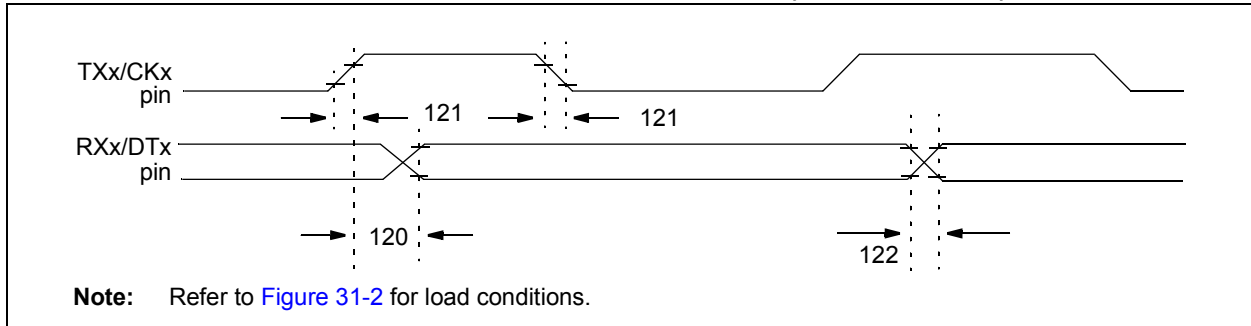 TXx/CKx
pin
121
121
RXx/DTx
pin
120
122
Note: Refer to Figure 31-2 for load conditions.